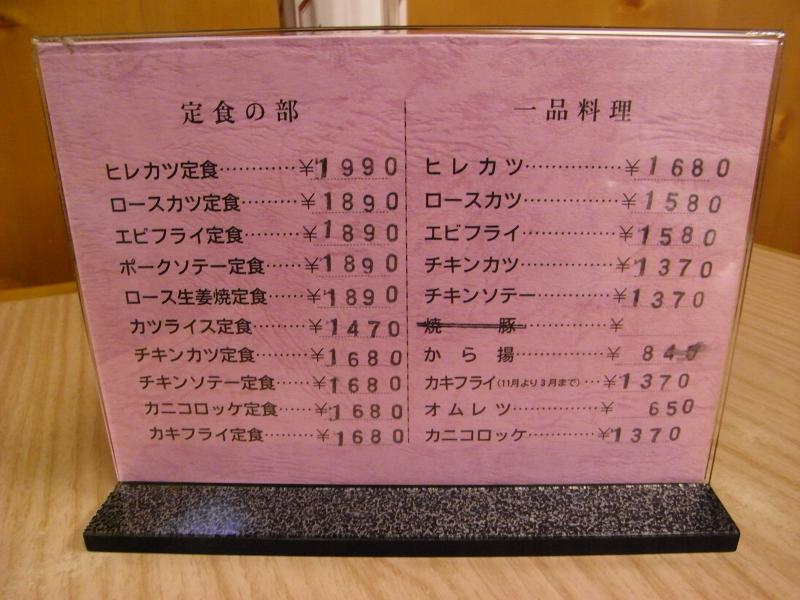 定食の部
ヒレカツ定食…………¥1990
ロースカツ定食………¥1890
エビフライ定食………¥1890
ポークソテー定食……¥1890
ロース生姜焼定食……¥1890
カツライス定食………¥1470
チキンカツ定食………¥1680
チキンソテー定食……¥1680
カニコロッケ定食……¥1680
カキフライ定食………¥1680
一品料理
ヒレカツ……………¥1680
ロースカツ……………¥1580
エビフライ……………¥1580
チキンカツ……………¥1370
チキンソテー…………¥1370
焼豚 ¥
から揚……………¥840
カキフライ(11月より3月まで)…¥1370
オムレツ……………¥650
カニコロッケ…………¥1370